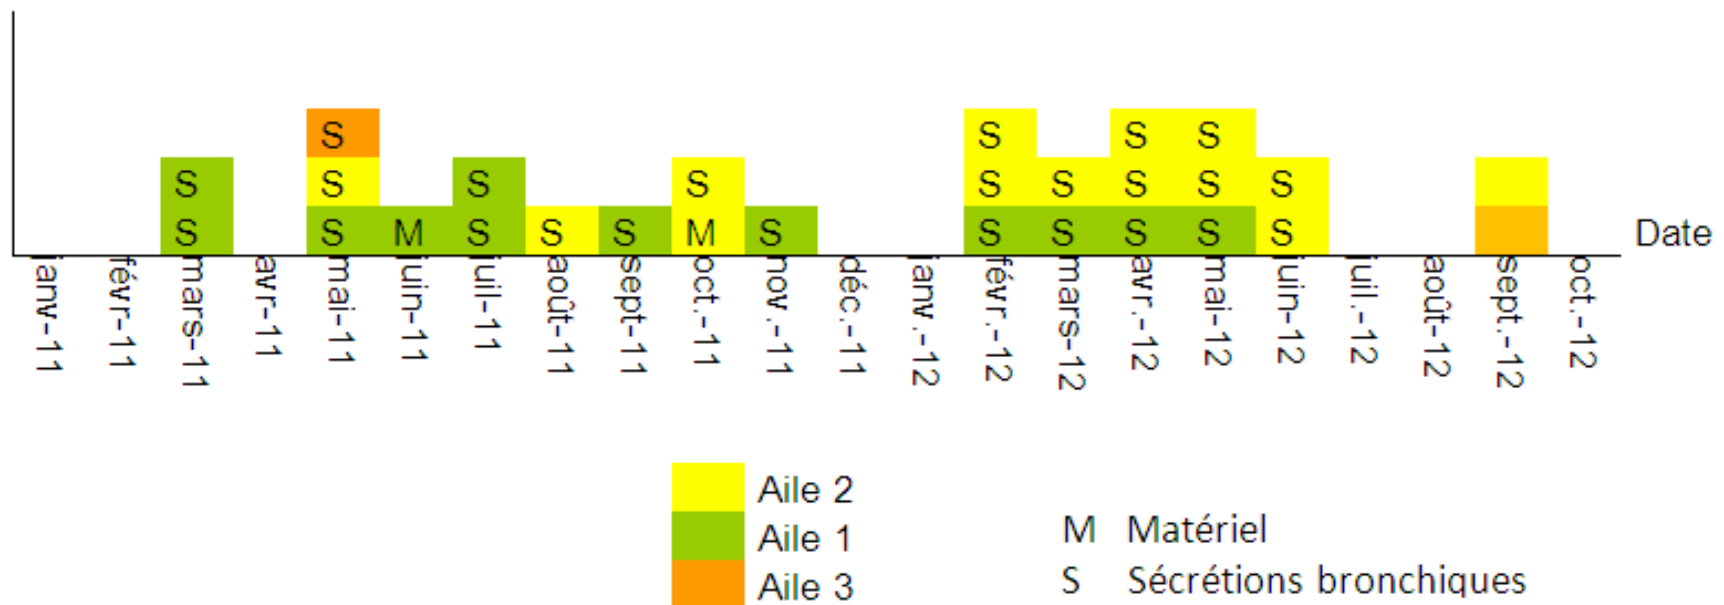 S S S S
S S S S S S S S S
S S M S S S M S S S S S S Date
janv-11 févr-11 mars-11 avr-11 mai-11 juin-11 juil-11 août-11 sept-11 oct.-11 nov.-11 déc.-11 janv.-12 févr.-12 mars-12 avr.-12 mai-12 juin-12 juil.-12 août-12 sept.-12 oct.-12
Aile 2
Aile 1
Aile 3
M Matériel
S Sécrétions bronchiques